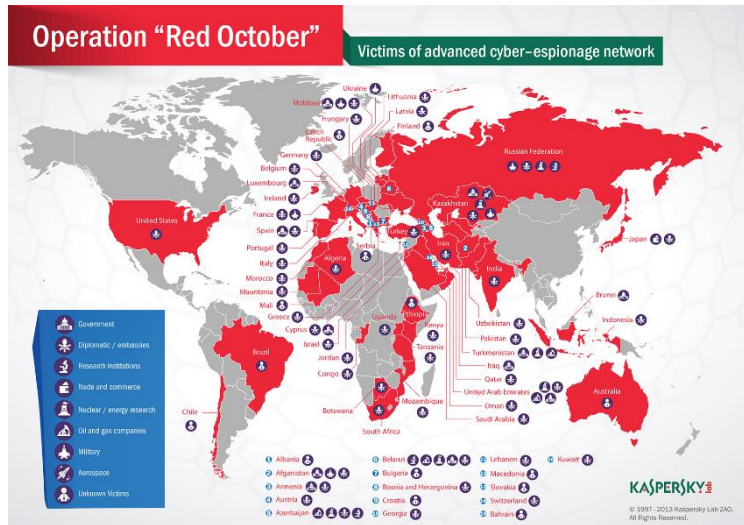 Operation "Red October"
Victims of advanced cyber-espionage network
Ukraine
Moldova
Lithuania
Hungary
Latvia
Czech
Republic
Finland
Germany
Belgium
Luxembourg
Ireland
France
Spain
Portugal
Italy
Morocco
Mauritania
Mali
Greece
Cyprus
Israel
Jordan
Congo
Botswana
South Africa
Mozambique
Tanzania
Kenya
Ethiopia
Uganda
Algeria
Serbia
Turkey
Iran
India
Kazakhstan
Russian Federation
Japan
United States
Brazil
Chile
Australia
Brunei
Indonesia
Uzbekistan
Pakistan
Turkmenistan
Iraq
Qatar
United Arab Emirates
Oman
Saudi Arabia
Government
Diplomatic / embassies
Research institutions
Trade and commerce
Nuclear / energy research
Oil and gas companies
Military
Aerospace
Unknown Victims
1 Albania
2 Afganistan
3 Armenia
4 Austria
5 Azerbaijan
6 Belarus
7 Bulgaria
8 Bosnia and Herzegovina
9 Croatia
10 Georgia
11 Lebanon
12 Macedonia
13 Slovakia
14 Switzerland
15 Bahrain
16 Kuwait
KASPERSKY lab
© 1997 - 2013 Kaspersky Lab ZAO.
All Rights Reserved.